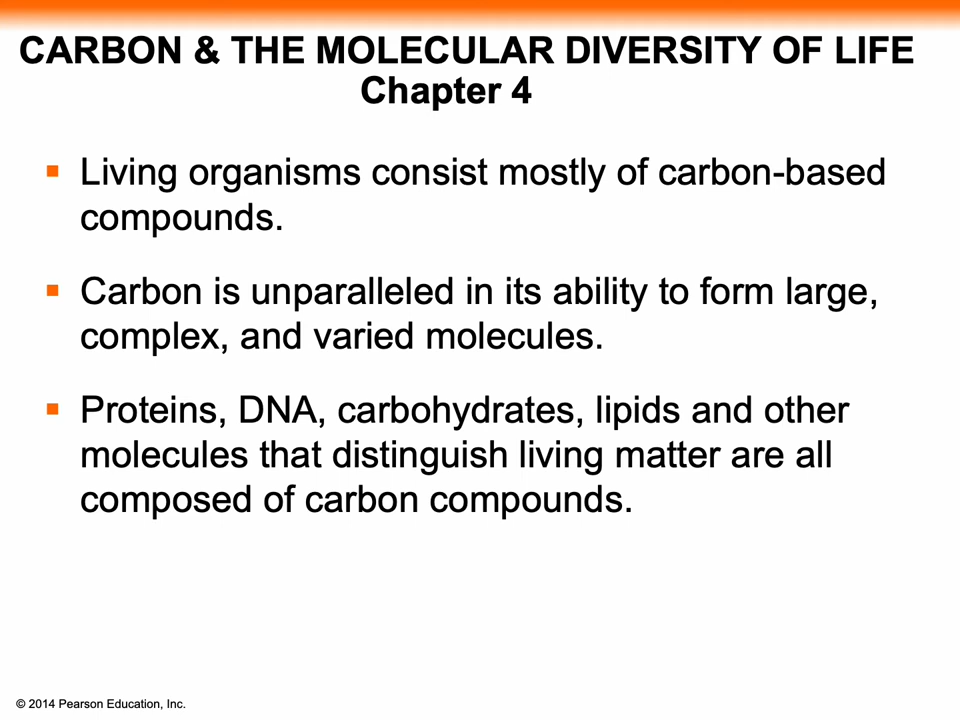 CARBON & THE MOLECULAR DIVERSITY OF LIFE
Chapter 4
▪ Living organisms consist mostly of carbon-based
compounds.
▪ Carbon is unparalleled in its ability to form large,
complex, and varied molecules.
▪ Proteins, DNA, carbohydrates, lipids and other
molecules that distinguish living matter are all
composed of carbon compounds.
© 2014 Pearson Education, Inc.